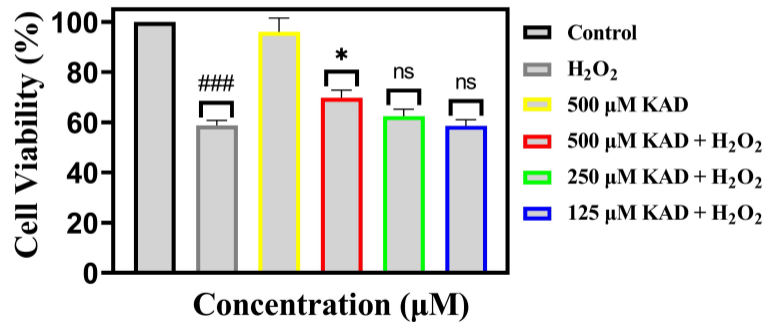 Cell Viability (%)
100
80
60
40
20
0
###
*
ns
ns
Concentration (μM)
Control
H₂O₂
500 μM KAD
500 μM KAD + H₂O₂
250 μM KAD + H₂O₂
125 μM KAD + H₂O₂